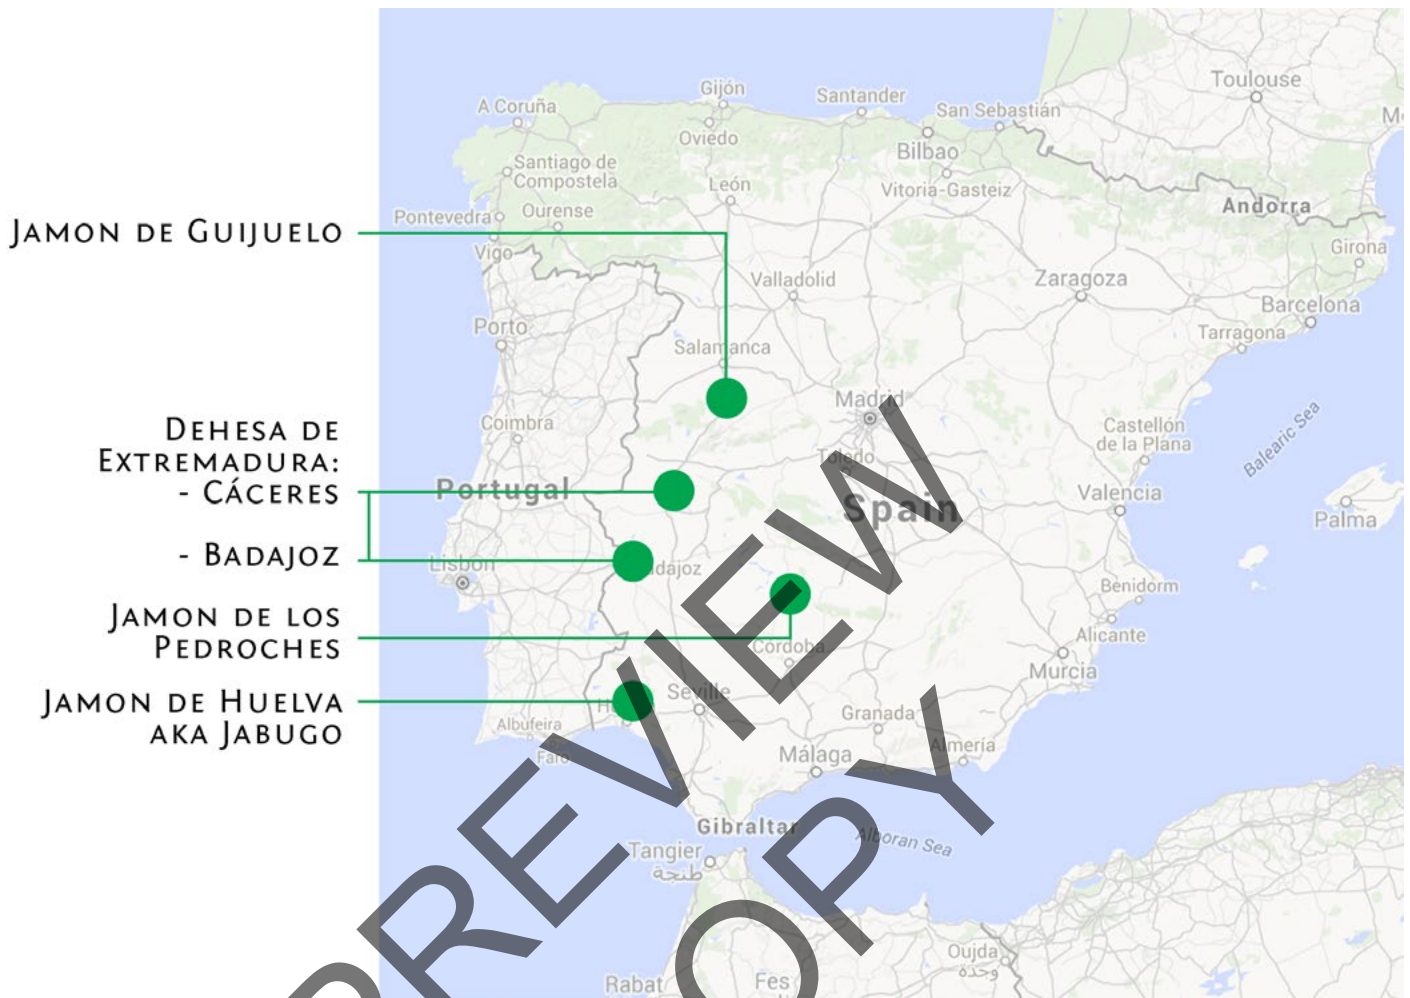 Toulouse
Gijón
Santander
San Sebastián
A Coruña
Oviedo
Bilbao
Santiago de
Compostela
León
Vitoria-Gasteiz
Andorra
Pontevedra
Ourense
JAMON DE GUIJUELO
Vigo
Girona
Valladolid
Zaragoza
Barcelona
Porto
Tarragona
Salamanca
Madrid
Coimbra
Castellón
de la Plana
Balearic Sea
DEHESA DE
EXTREMADURA:
- CÁCERES
Toledo
Portugal
Spain
Valencia
Palma
- BADAJOZ
Lisbon
Benidorm
JAMON DE LOS
PEDROCHES
Córdoba
Alicante
Murcia
JAMON DE HUELVA
AKA JABUGO
Seville
Granada
Albufeira
Faro
Málaga
Almería
Gibraltar
Alboran Sea
Tangier
طنجة
Oujda
وجدة
Rabat
Fes
PREVIEW
COPY